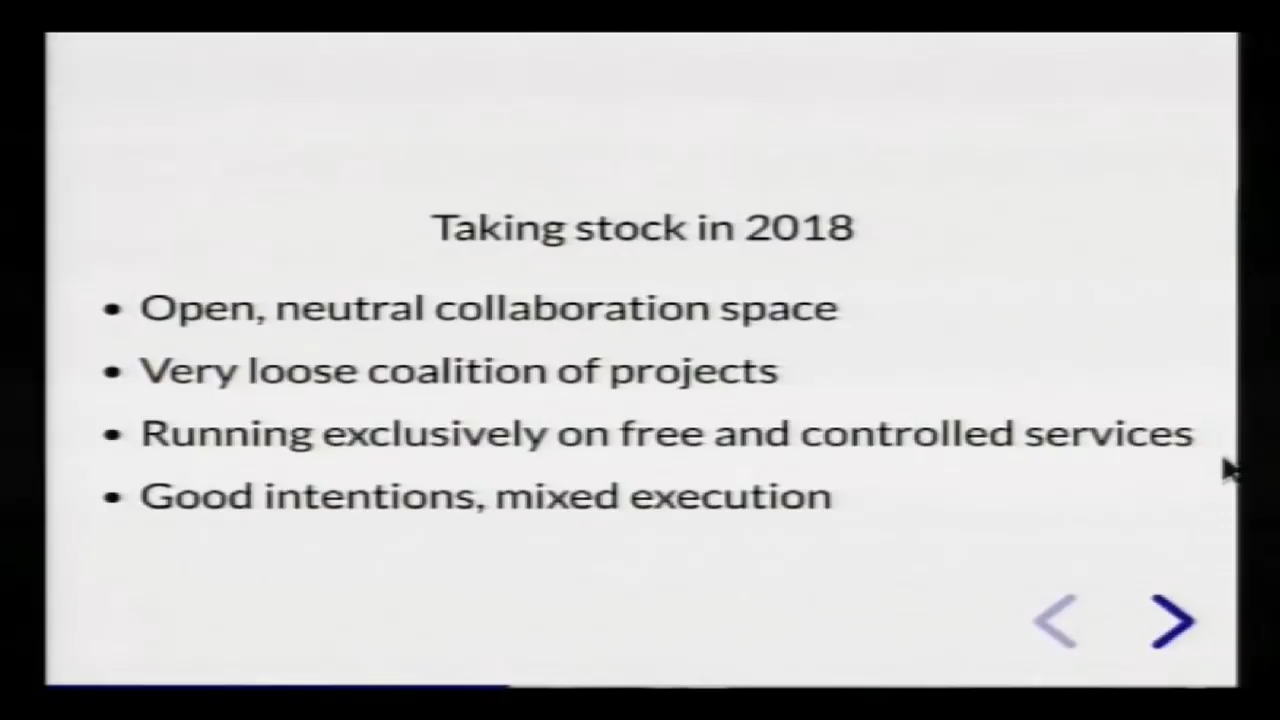 Taking stock in 2018
• Open, neutral collaboration space
• Very loose coalition of projects
• Running exclusively on free and controlled services
• Good intentions, mixed execution